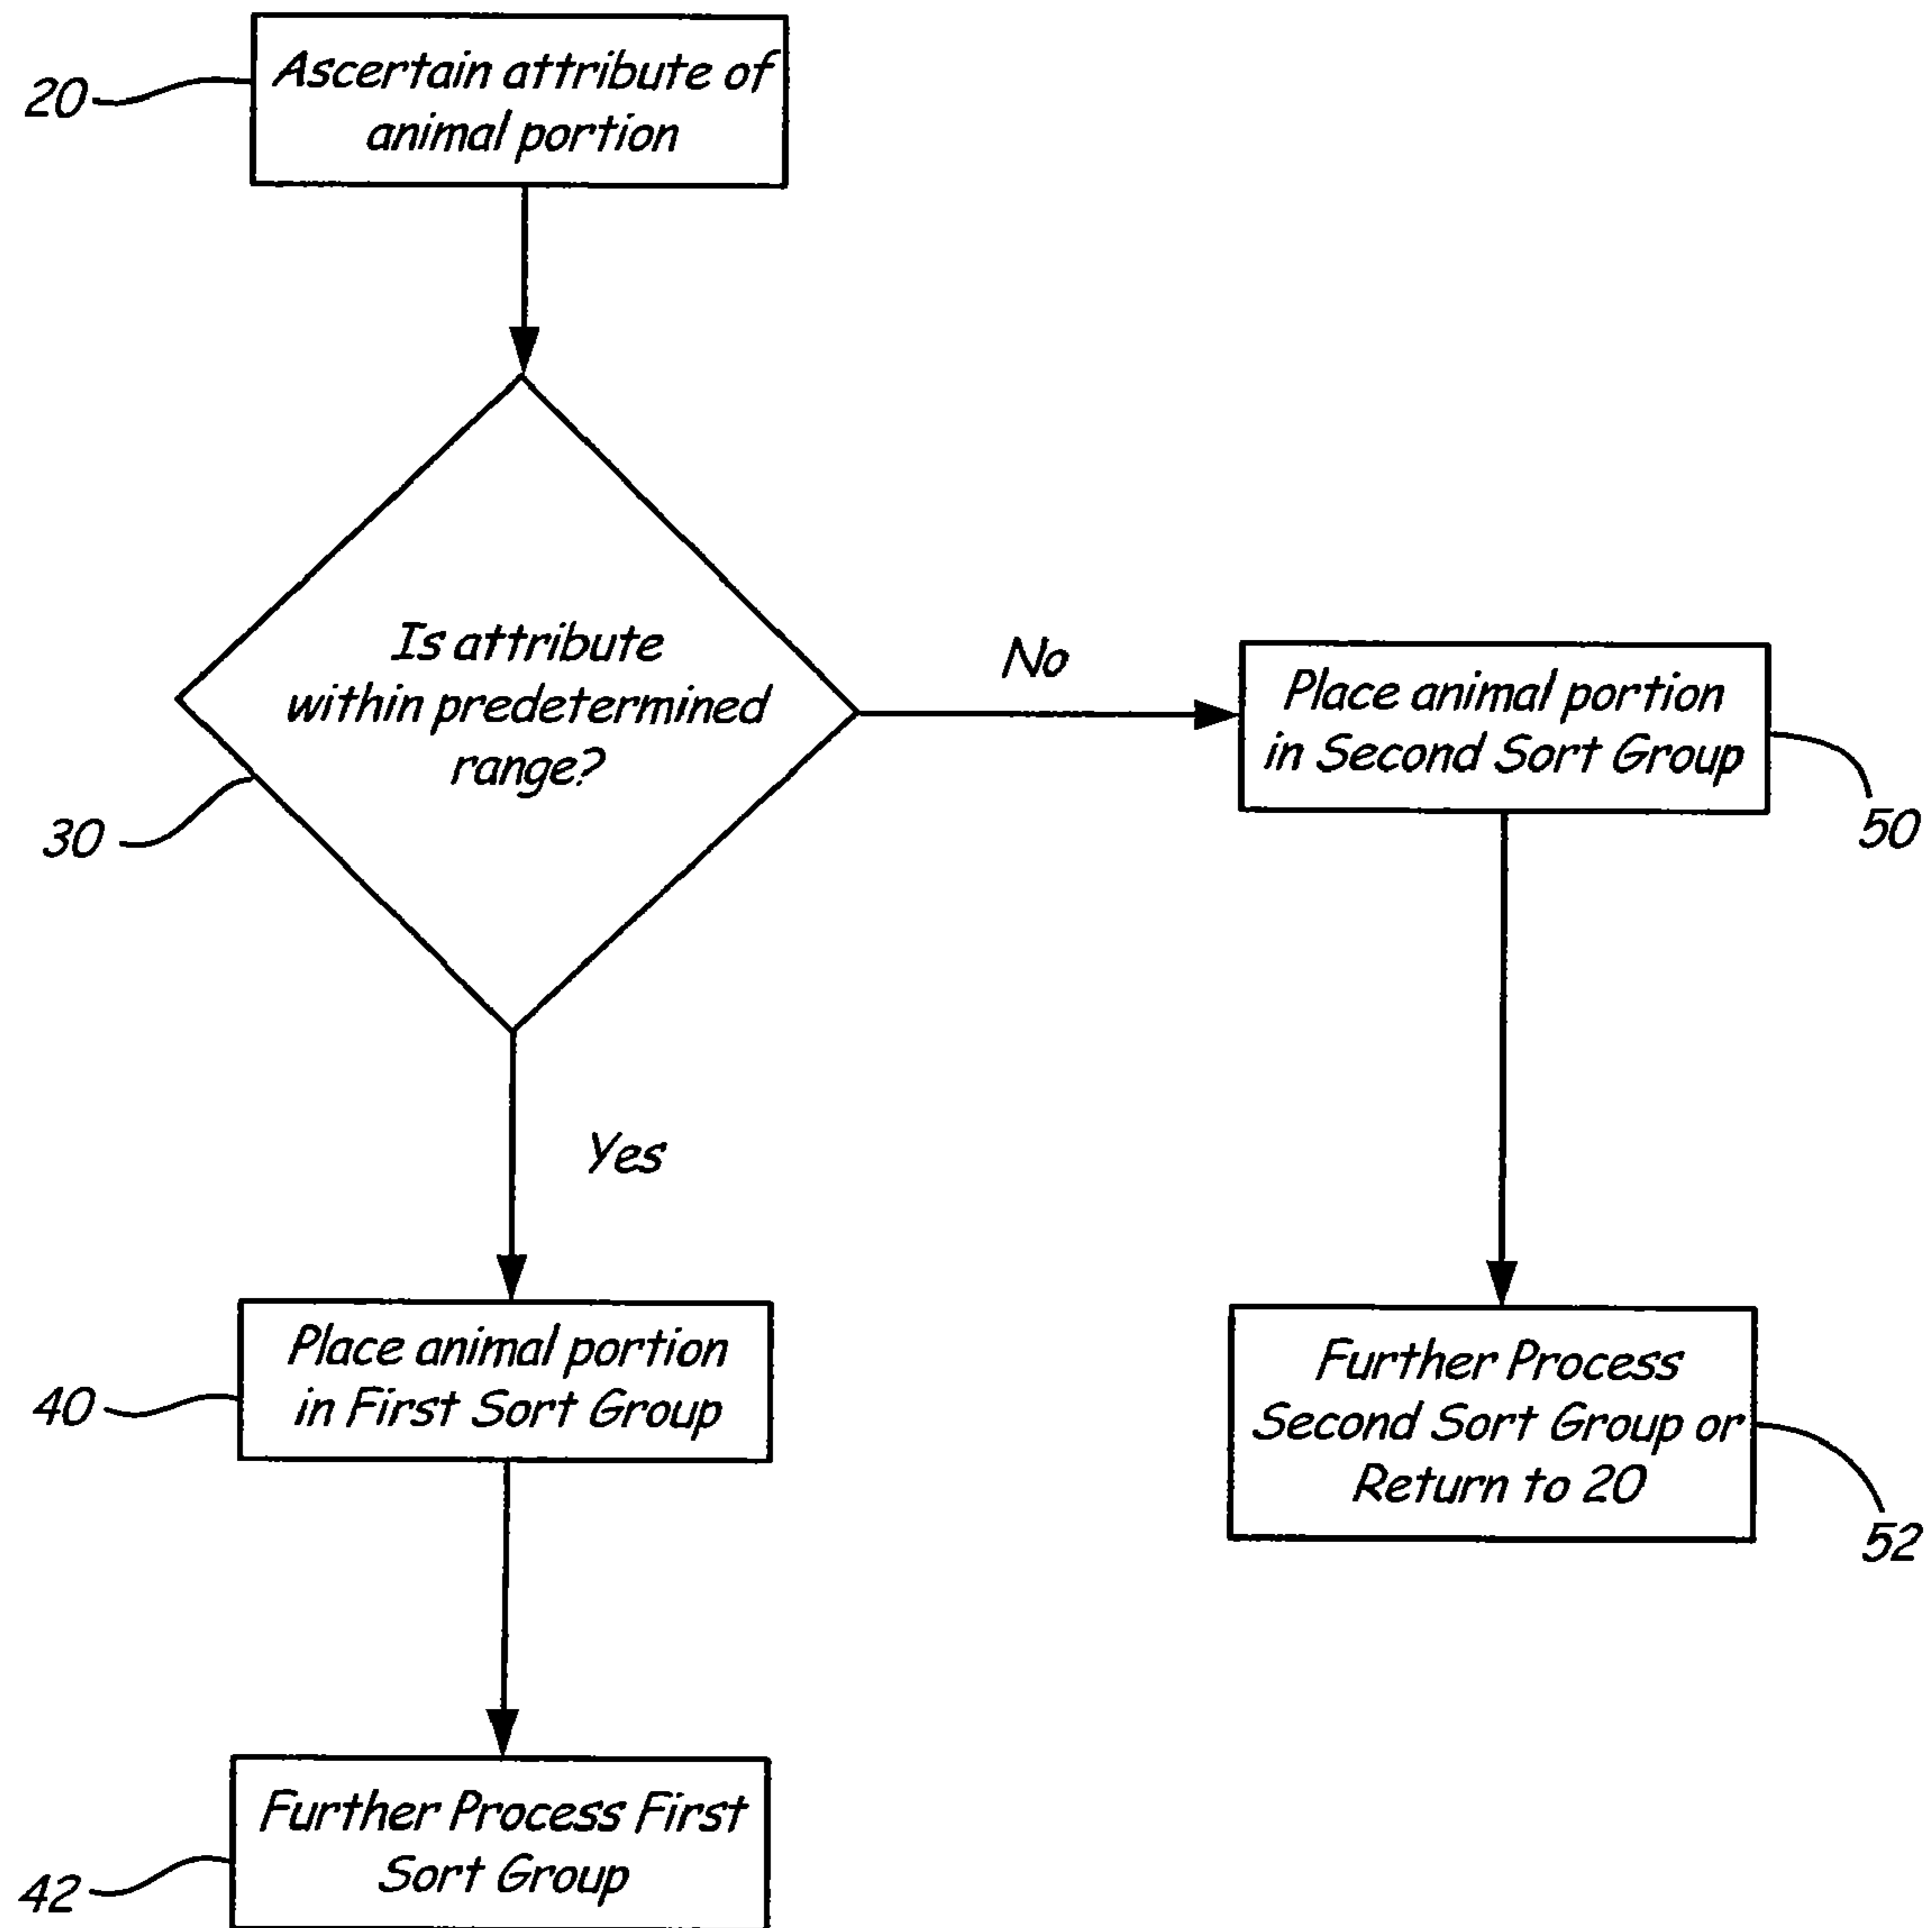 20
Ascertain attribute of
animal portion
Is attribute
within predetermined
range?
30
No
Place animal portion
in Second Sort Group
50
Yes
Place animal portion
in First Sort Group
40
Further Process
Second Sort Group or
Return to 20
52
Further Process First
Sort Group
42